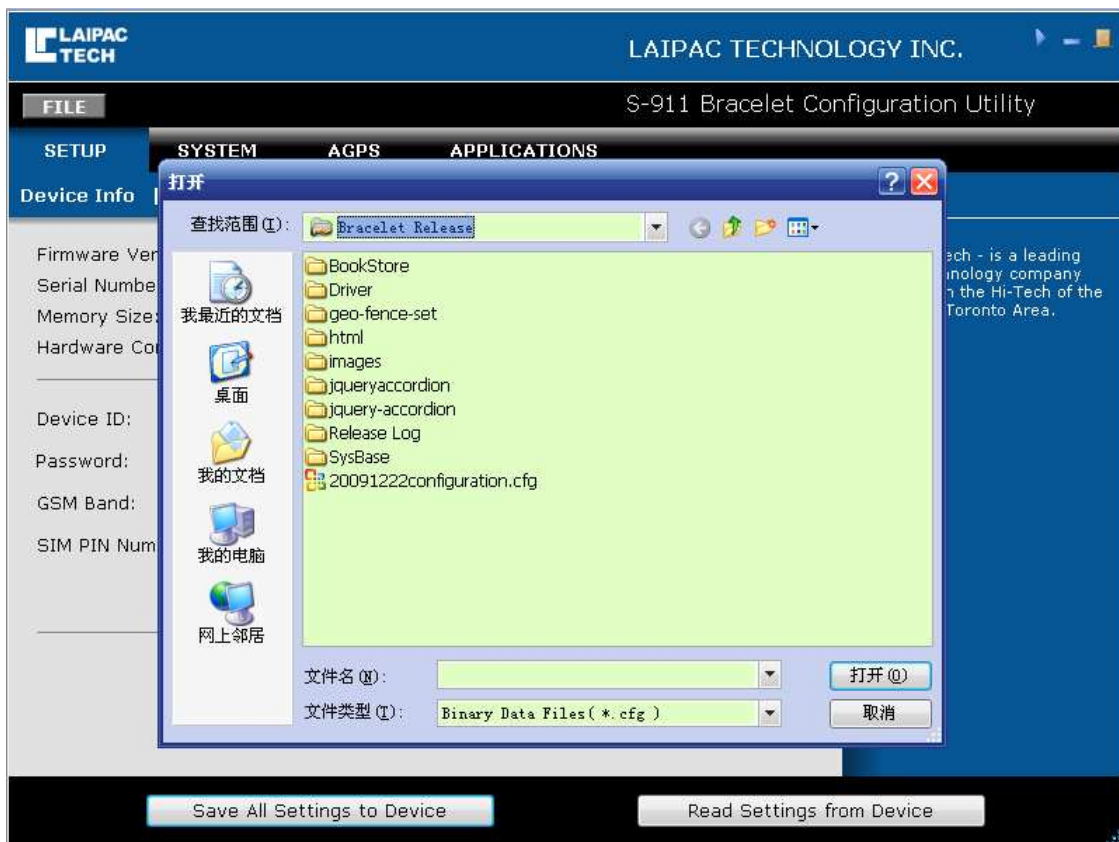 LAIPAC
TECH
LAIPAC TECHNOLOGY INC.
FILE
S-911 Bracelet Configuration Utility
SETUP SYSTEM AGPS APPLICATIONS
Device Info
打开
查找范围(I):
Bracelet Release
我最近的文档
桌面
我的文档
我的电脑
网上邻居
BookStore
Driver
geo-fence-set
html
images
jqueryaccordion
jquery-accordion
Release Log
SysBase
20091222configuration.cfg
文件名(N):
打开(O)
文件类型(T):
Binary Data Files( *.cfg )
取消
Firmware Ver
Serial Numbe
Memory Size:
Hardware Co
Device ID:
Password:
GSM Band:
SIM PIN Num
ech - is a leading
nology company
n the Hi-Tech of the
Toronto Area.
Save All Settings to Device
Read Settings from Device